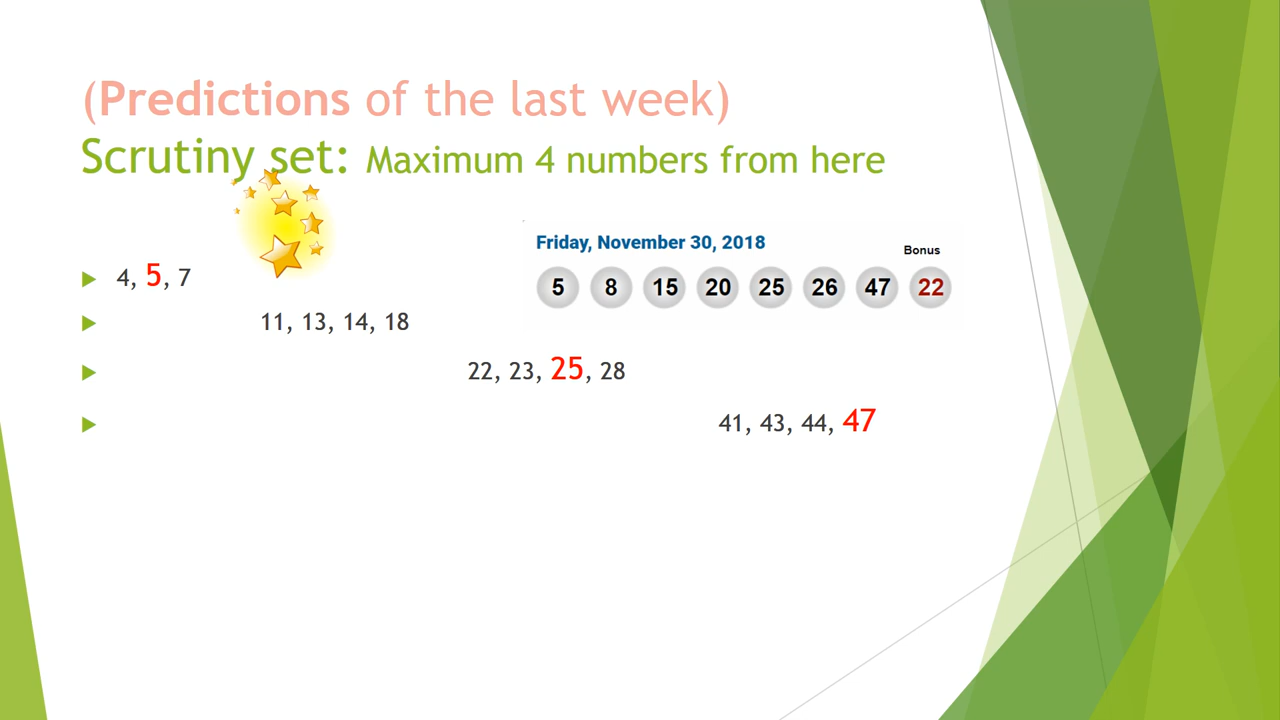 (Predictions of the last week)
Scrutiny set: Maximum 4 numbers from here
Friday, November 30, 2018
Bonus
5 8 15 20 25 26 47 22
4, 5, 7
11, 13, 14, 18
22, 23, 25, 28
41, 43, 44, 47